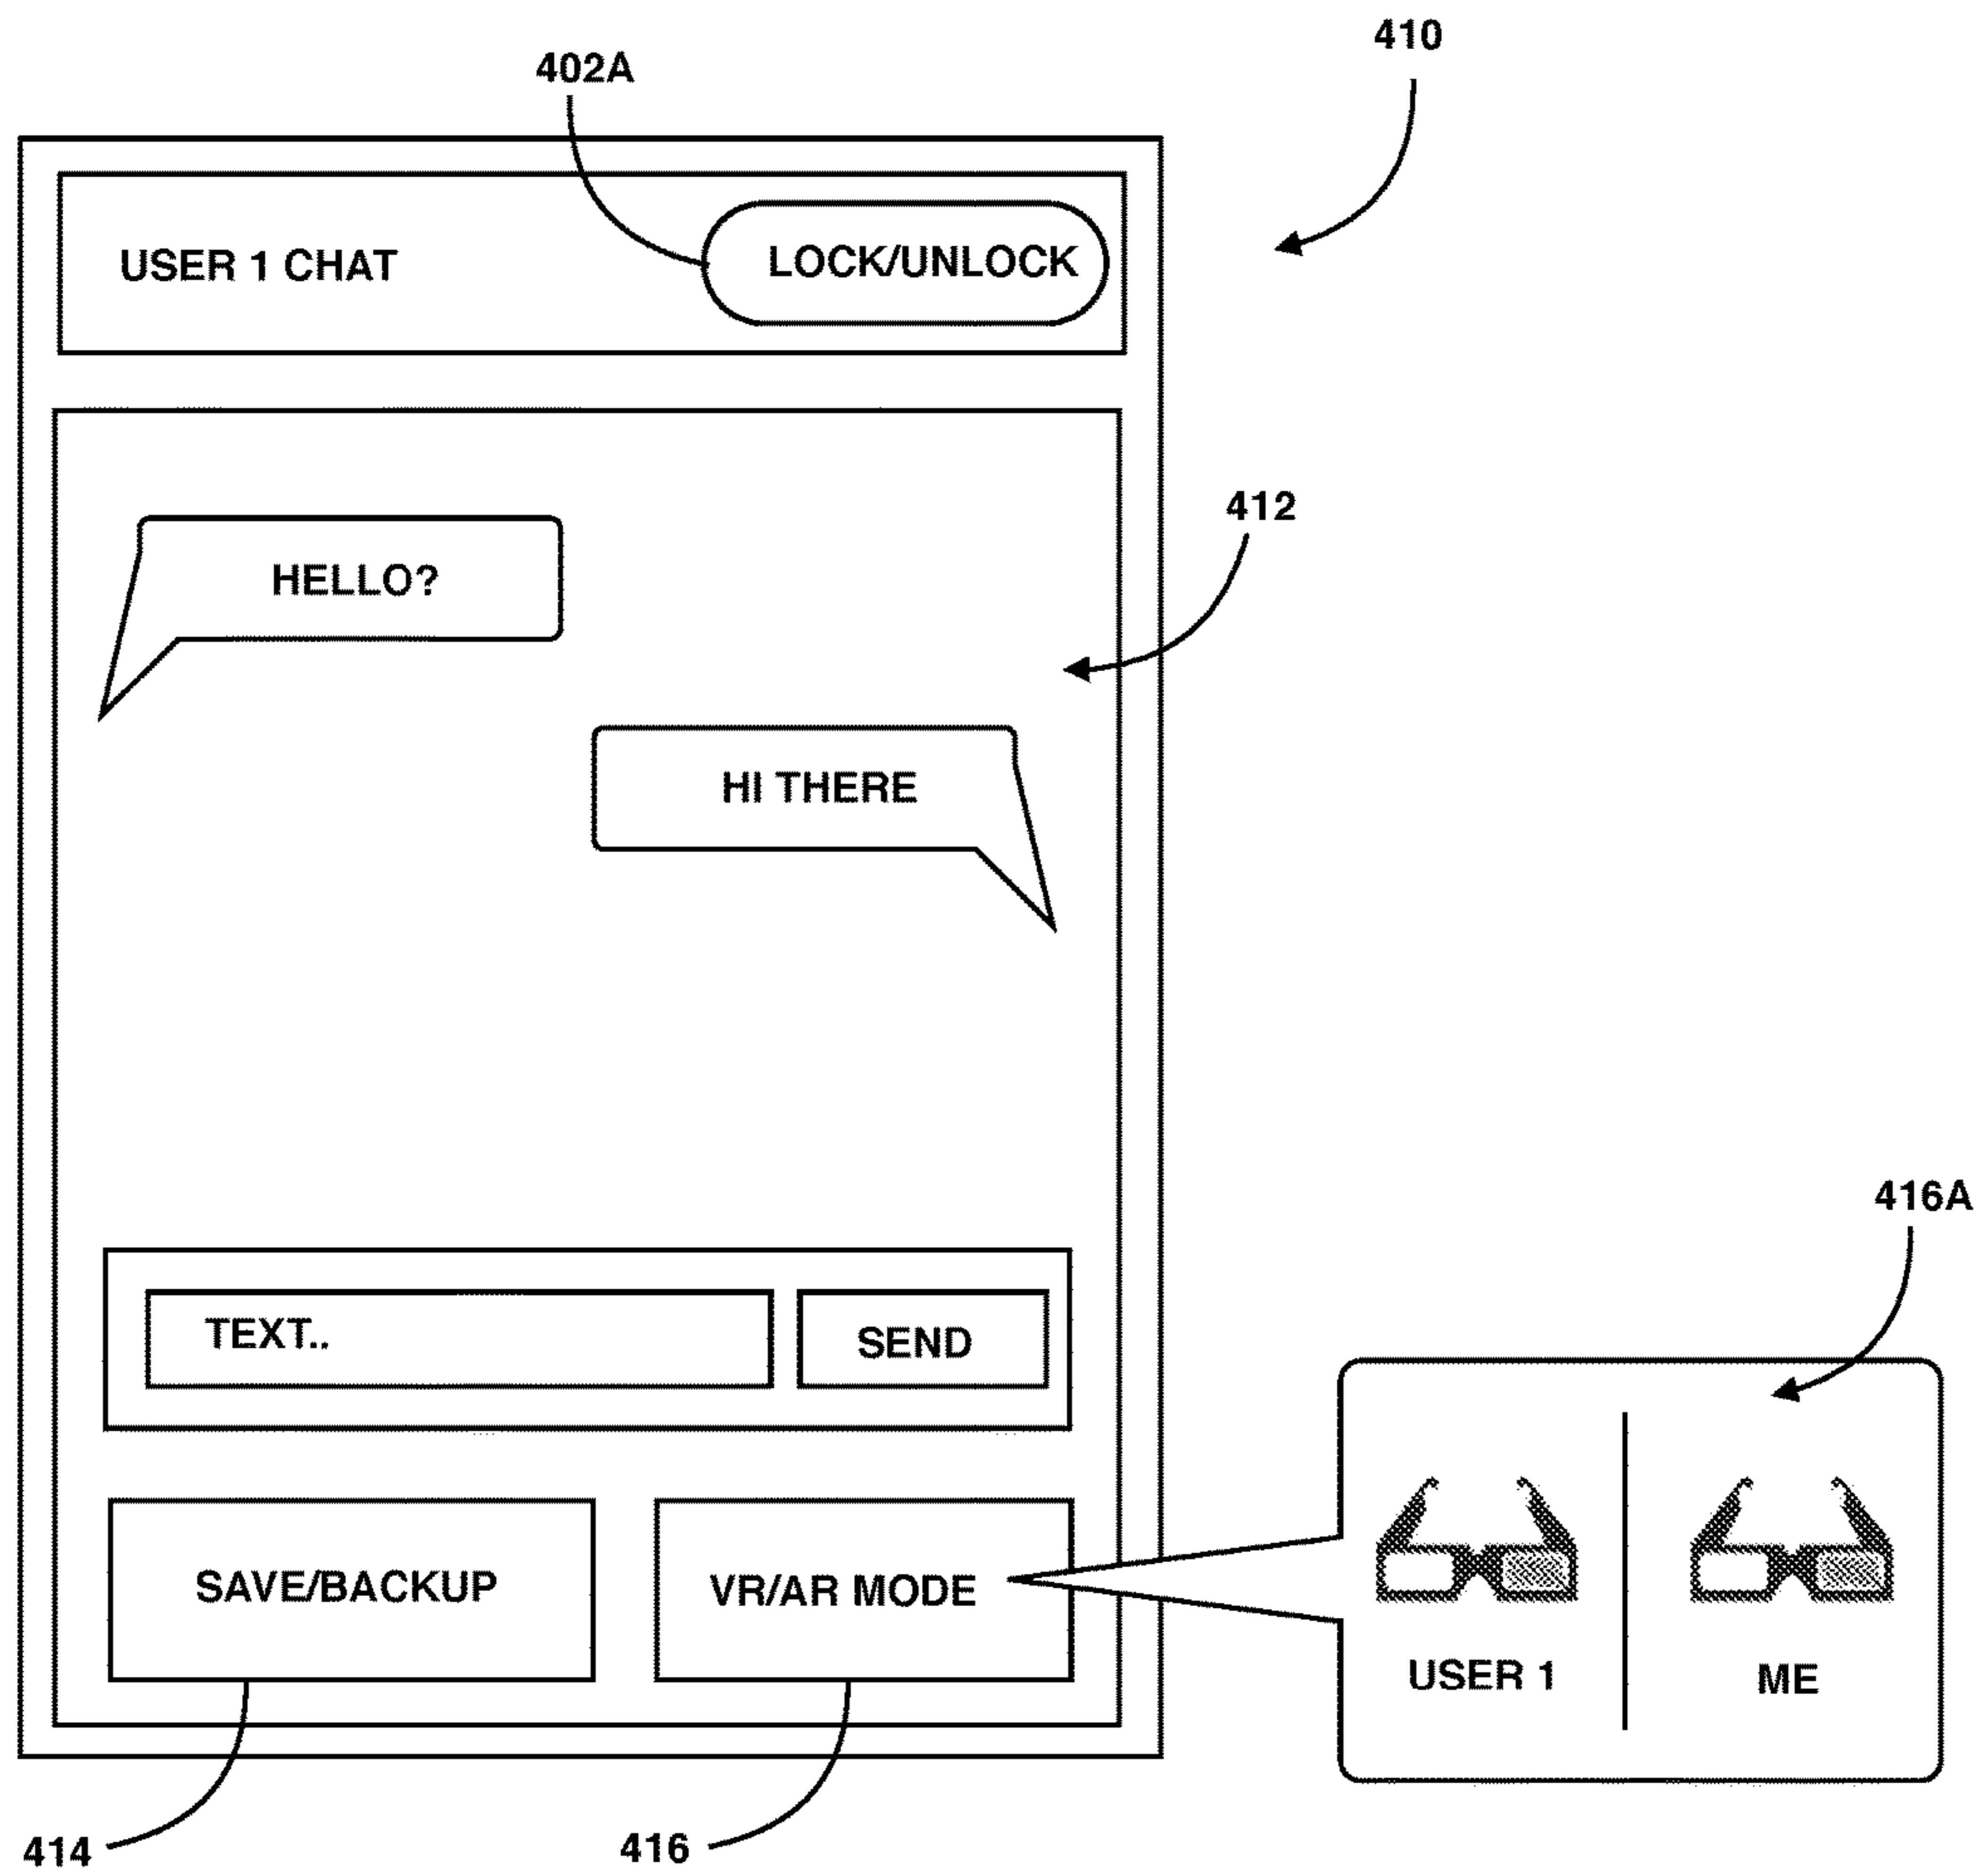 410
402A
USER 1 CHAT
LOCK/UNLOCK
412
HELLO?
HI THERE
416A
TEXT..
SEND
SAVE/BACKUP
VR/AR MODE
USER 1
ME
414
416